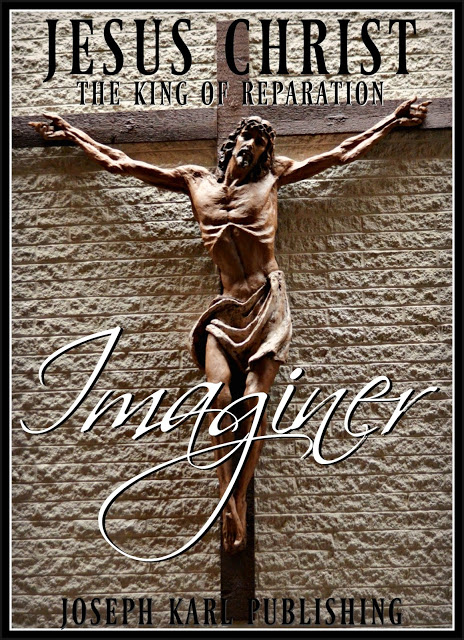 JESUS CHRIST
THE KING OF REPARATION
Imaginer
JOSEPH KARL PUBLISHING